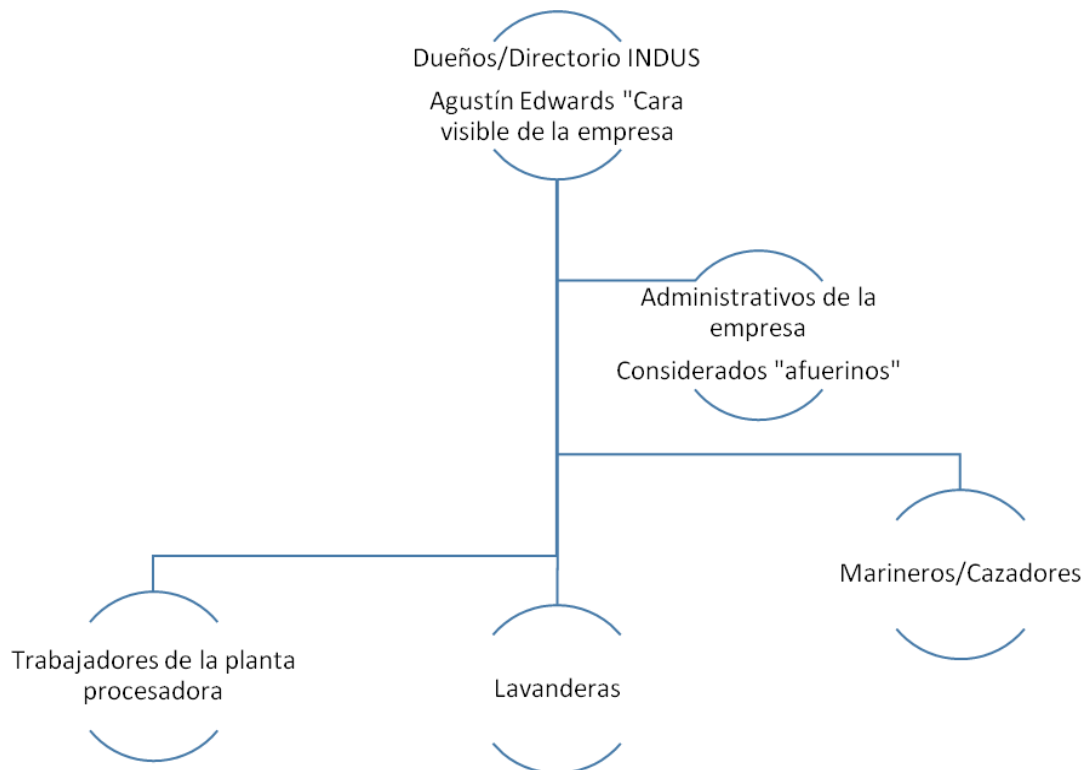 Dueños/Directorio INDUS
Agustín Edwards "Cara
visible de la empresa
Administrativos de la
empresa
Considerados "afuerinos"
Marineros/Cazadores
Trabajadores de la planta
procesadora
Lavanderas